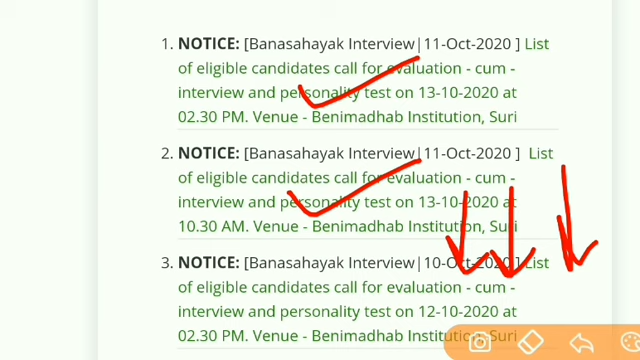 1. NOTICE: [Banasahayak Interview|11-Oct-2020 ] List
of eligible candidates call for evaluation - cum -
interview and personality test on 13-10-2020 at
02.30 PM. Venue - Benimadhab Institution, Suri
2. NOTICE: [Banasahayak Interview|11-Oct-2020 ] List
of eligible candidates call for evaluation - cum -
interview and personality test on 13-10-2020 at
10.30 AM. Venue - Benimadhab Institution, Suri
3. NOTICE: [Banasahayak Interview|10-Oct-2020] List
of eligible candidates call for evaluation - cum -
interview and personality test on 12-10-2020 at
02.30 PM. Venue - Benimadhab Institution, Suri